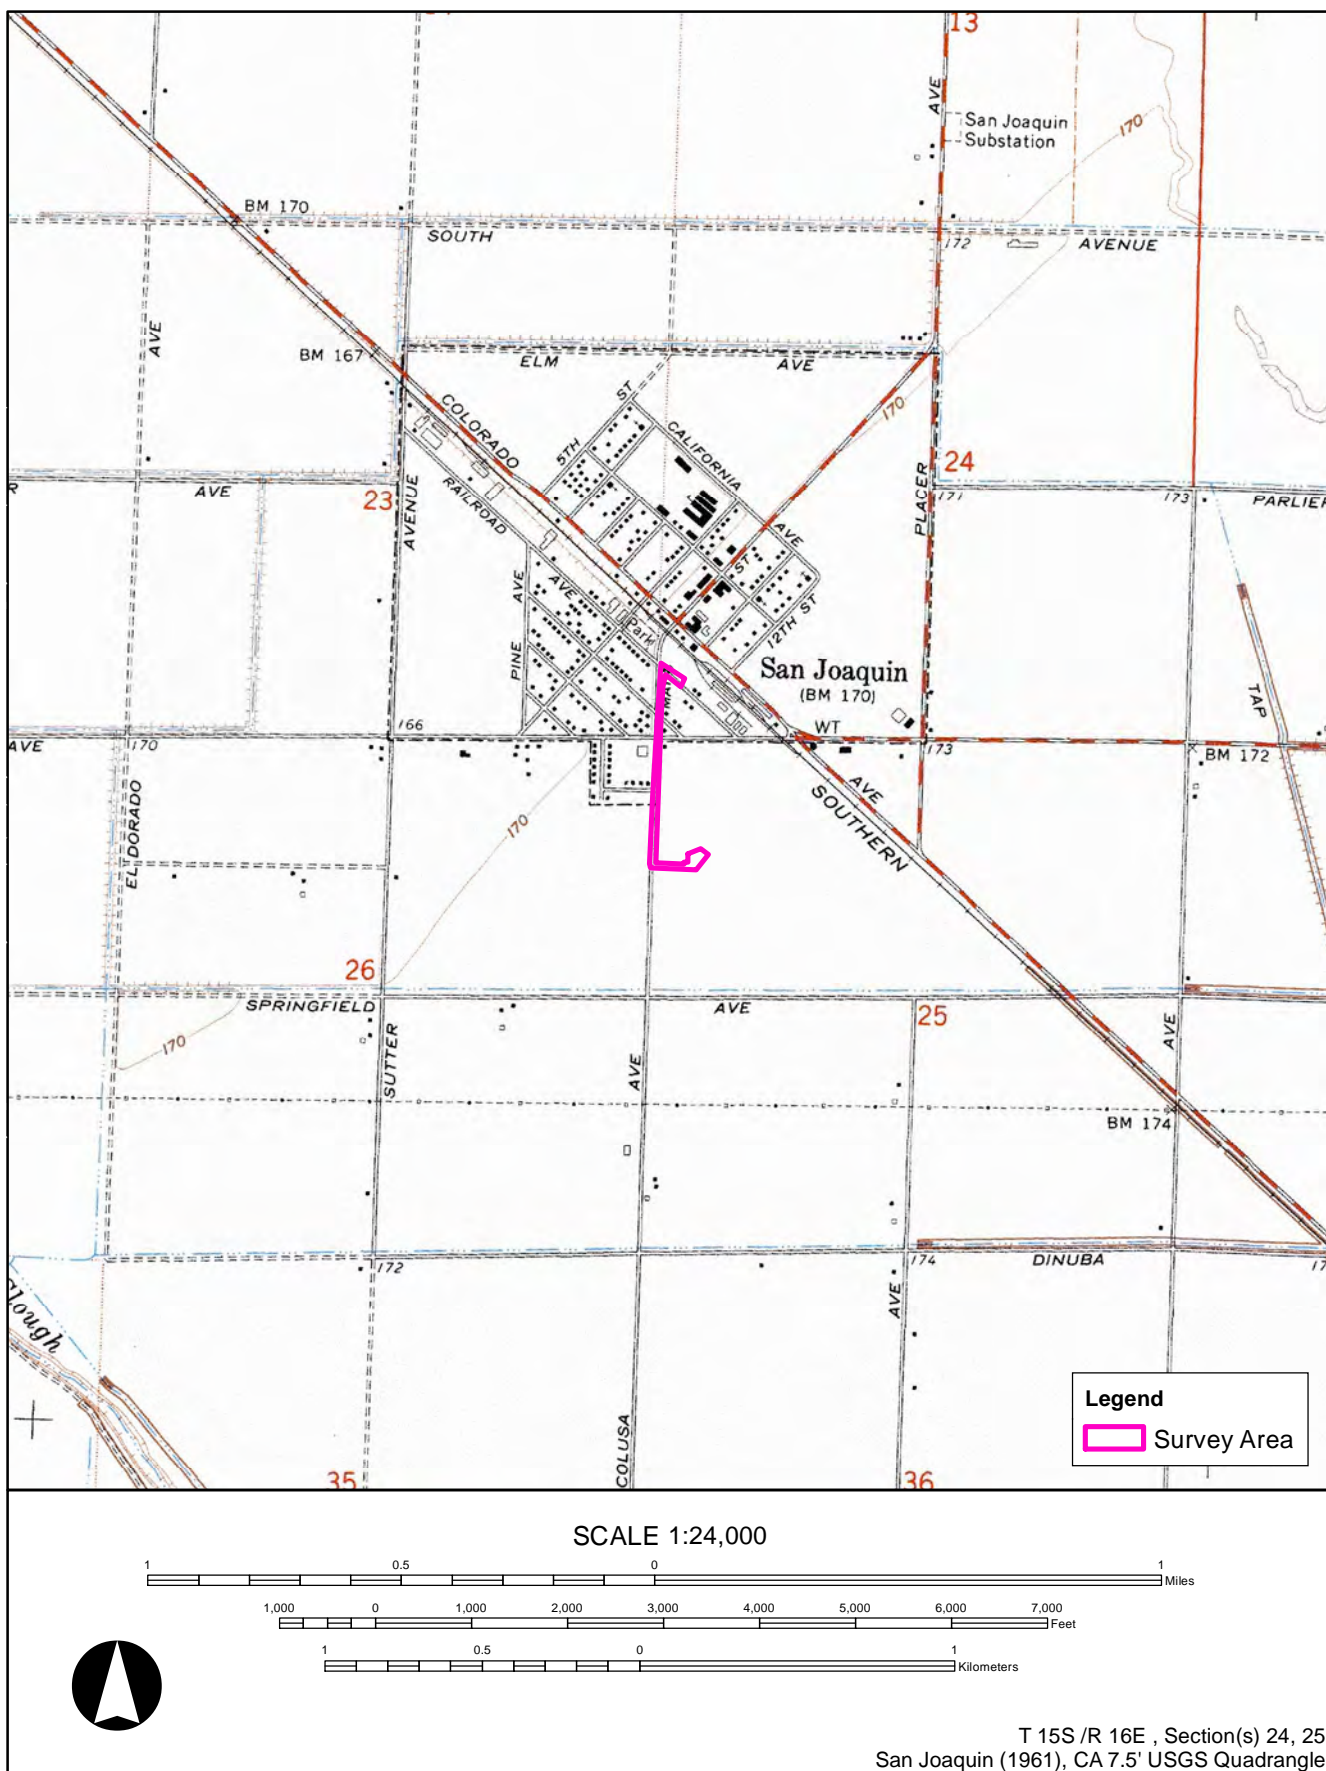 13
AVE
San Joaquin
Substation
170
BM 170
SOUTH
172
AVENUE
AVE
BM 167
ELM
AVE
ST
COLORADO
5TH
CALIFORNIA
170
PLACER
24
AVE
23
AVENUE
RAILROAD
171
173
PARLIER
AVE
ST
AVE
AVE
PINE
Park
12TH ST
MAIN
San Joaquin
(BM 170)
TAP
166
WT
AVE
170
173
BM 172
EL DORADO
170
AVE
SOUTHERN
26
SPRINGFIELD
AVE
25
170
SUTTER
AVE
AVE
BM 174
172
174
DINUBA
17
Slough
AVE
COLUSA
35
36
Legend
Survey Area
SCALE 1:24,000
1 0.5 0 1
Miles
1,000 0 1,000 2,000 3,000 4,000 5,000 6,000 7,000
Feet
1 0.5 0 1
Kilometers
T 15S /R 16E , Section(s) 24, 25
San Joaquin (1961), CA 7.5' USGS Quadrangle